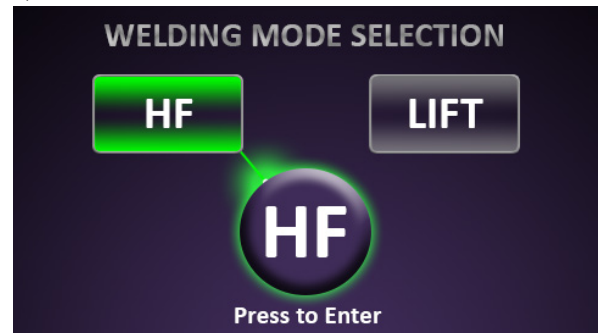 WELDING MODE SELECTION
HF LIFT
HF
Press to Enter